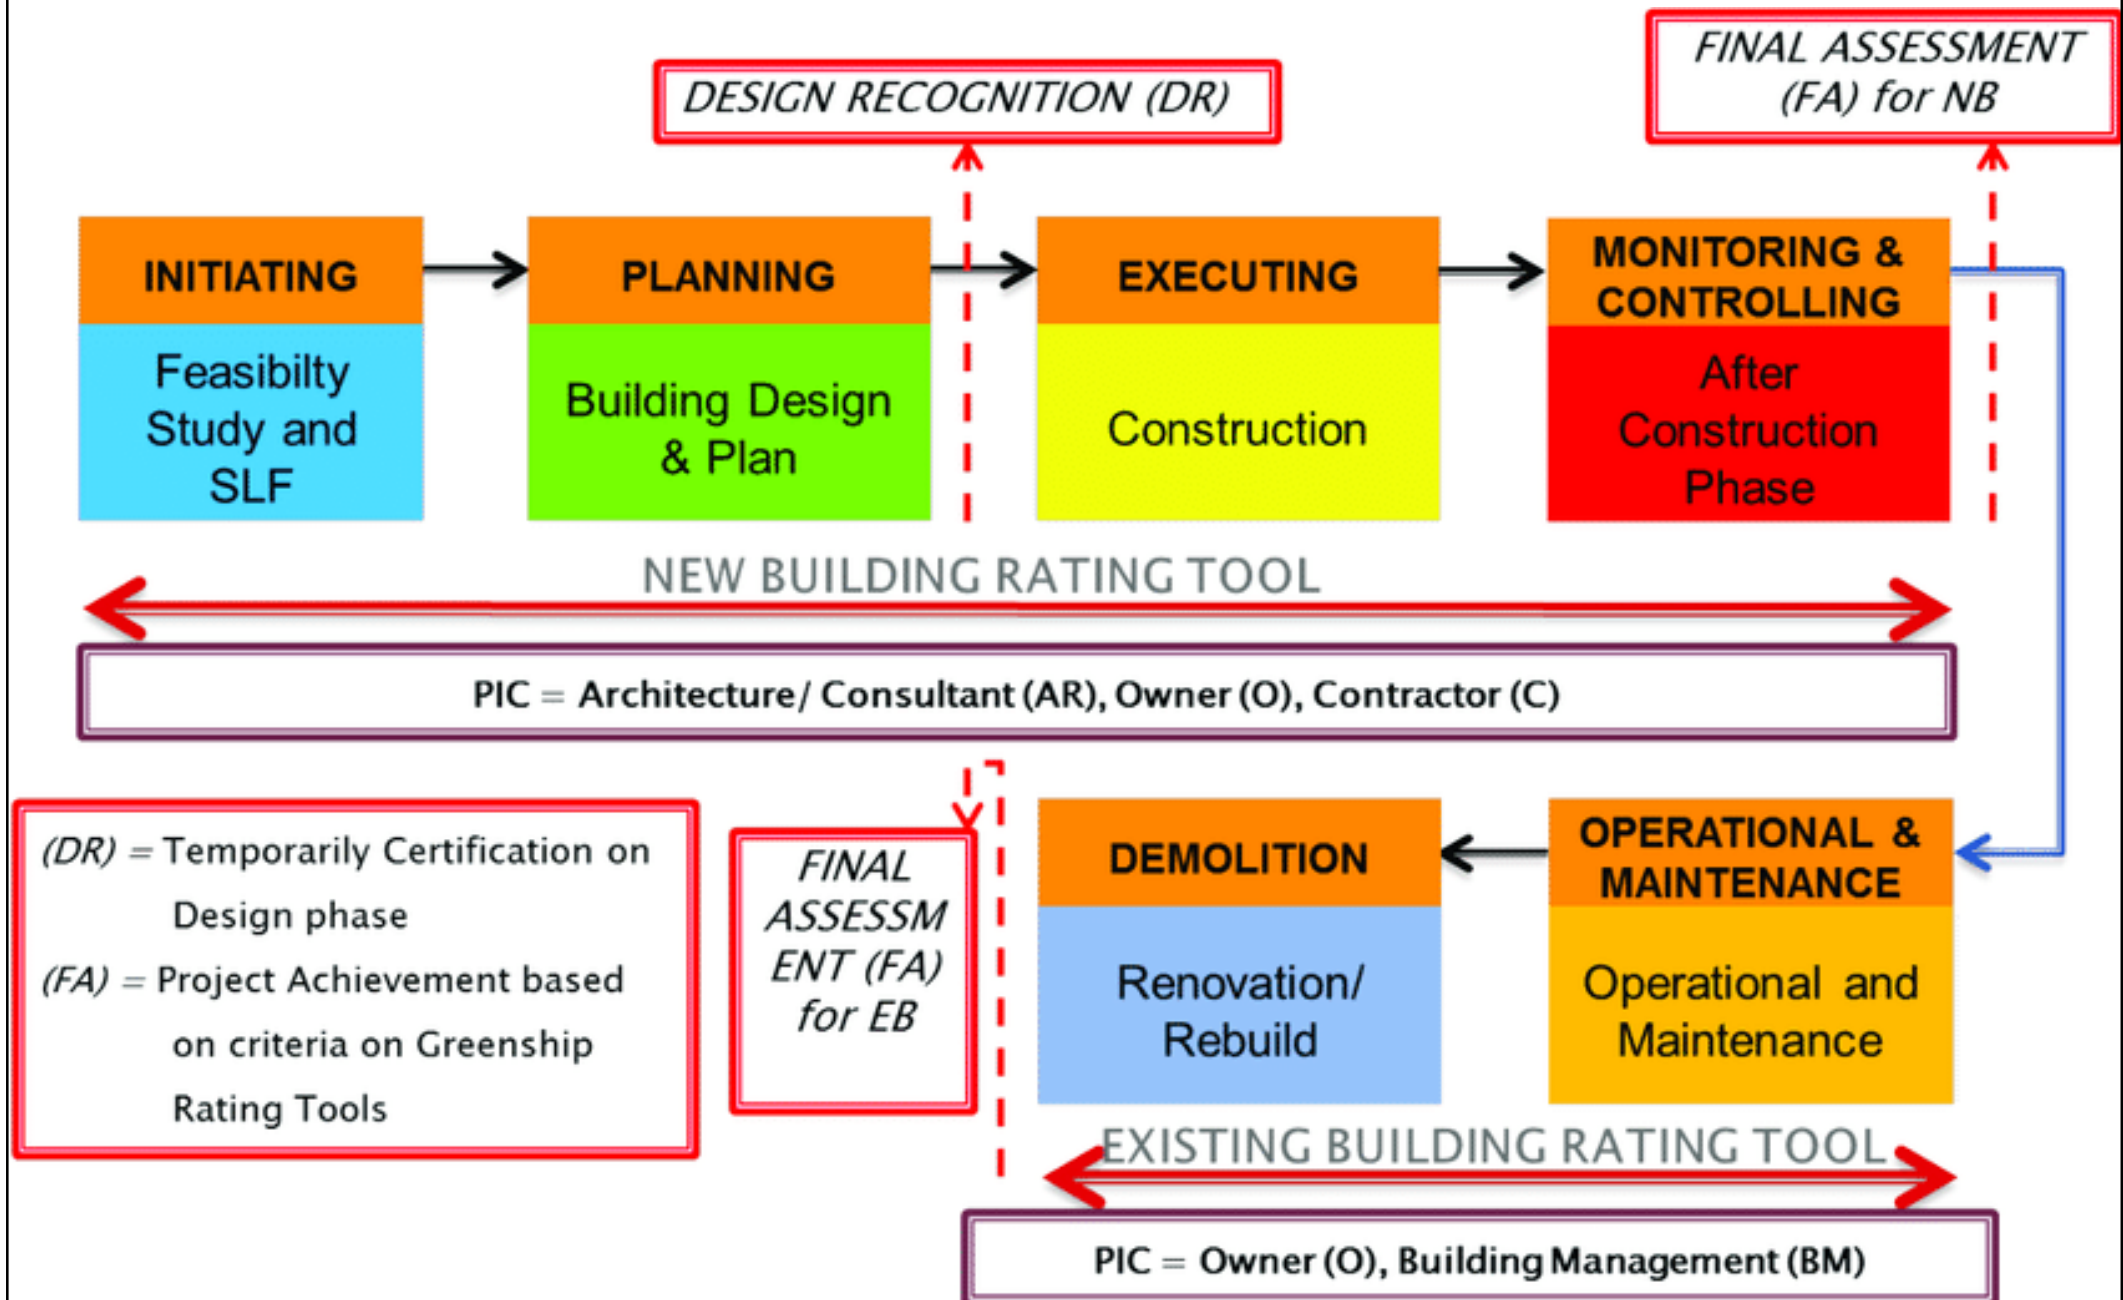 DESIGN RECOGNITION (DR)
FINAL ASSESSMENT
(FA) for NB
INITIATING
Feasibilty
Study and
SLF
PLANNING
Building Design
& Plan
EXECUTING
Construction
MONITORING &
CONTROLLING
After
Construction
Phase
NEW BUILDING RATING TOOL
PIC = Architecture/ Consultant (AR), Owner (O), Contractor (C)
(DR) = Temporarily Certification on
Design phase
(FA) = Project Achievement based
on criteria on Greenship
Rating Tools
FINAL
ASSESSM
ENT (FA)
for EB
DEMOLITION
Renovation/
Rebuild
OPERATIONAL &
MAINTENANCE
Operational and
Maintenance
EXISTING BUILDING RATING TOOL
PIC = Owner (O), Building Management (BM)